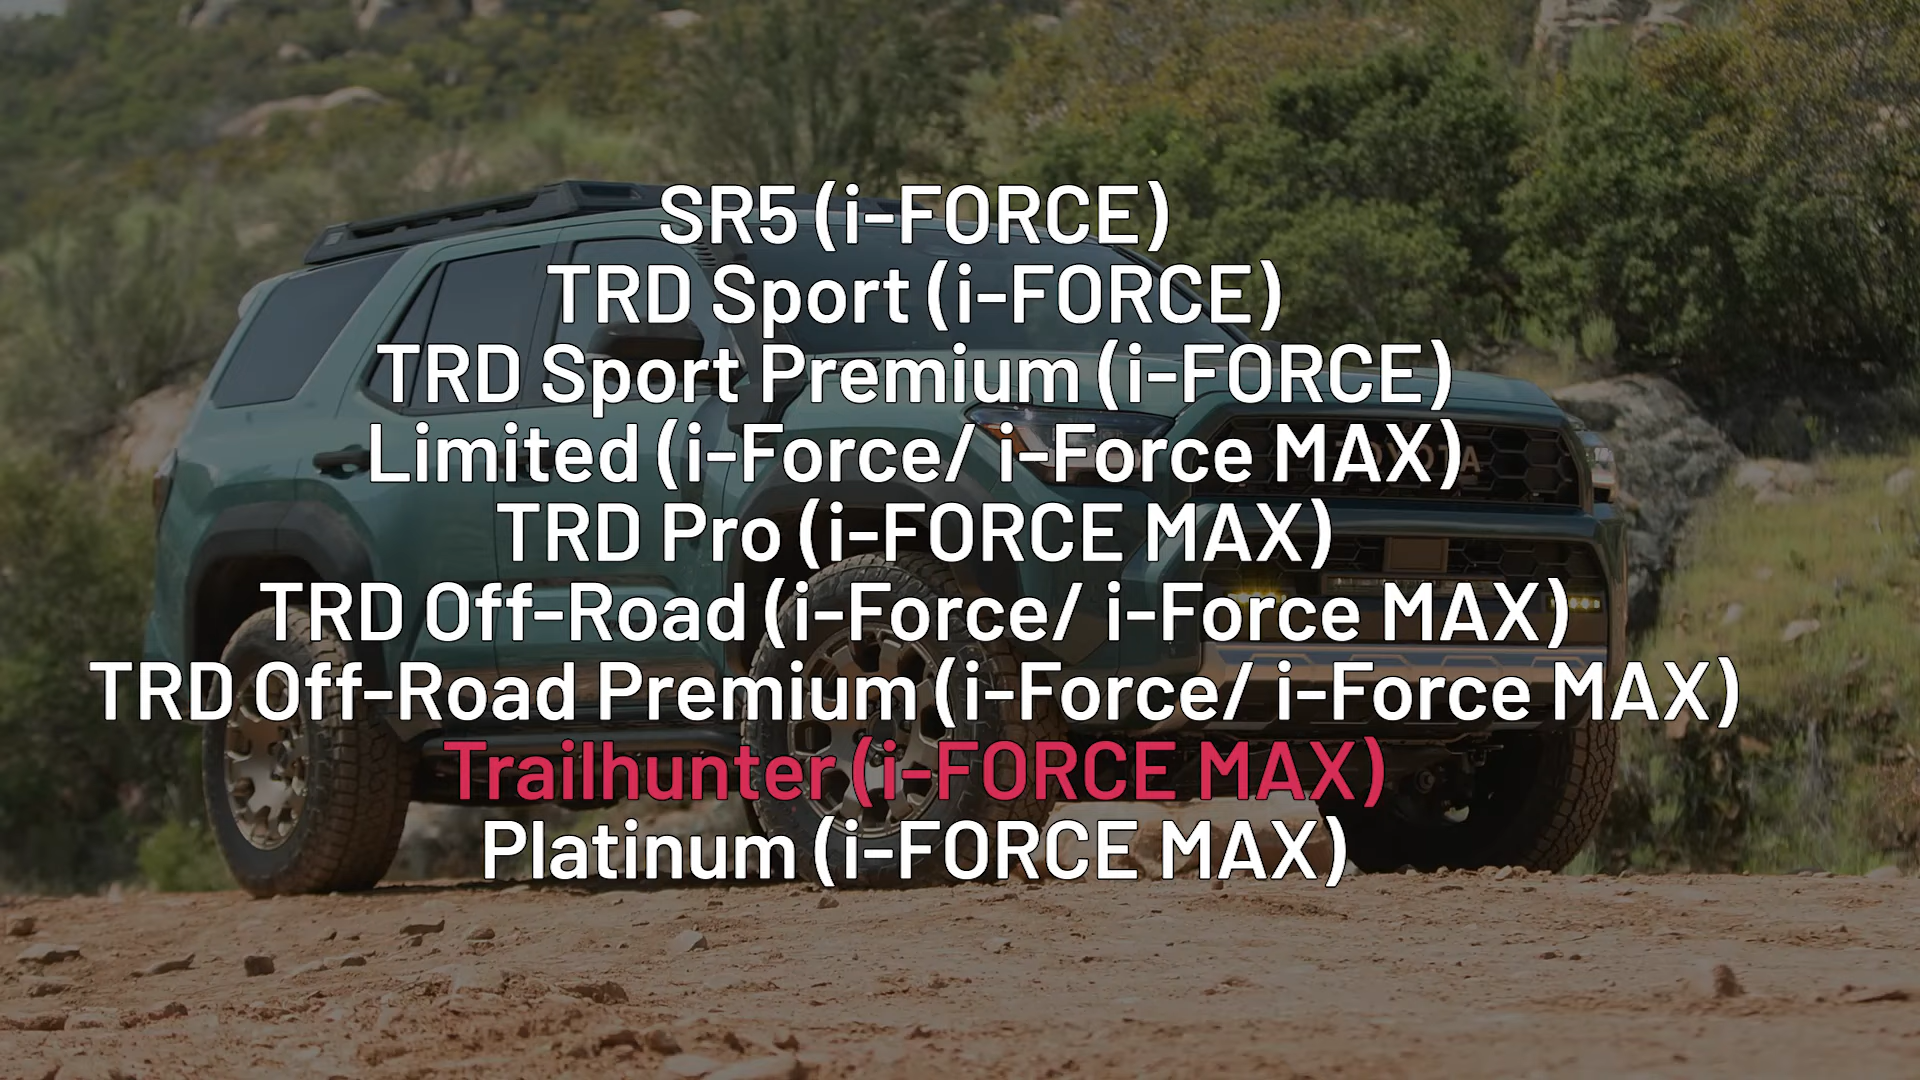 SR5 (i-FORCE)
TRD Sport (i-FORCE)
TRD Sport Premium (i-FORCE)
Limited (i-Force/ i-Force MAX)
TRD Pro (i-FORCE MAX)
TRD Off-Road (i-Force/ i-Force MAX)
TRD Off-Road Premium (i-Force/ i-Force MAX)
Trailhunter (i-FORCE MAX)
Platinum (i-FORCE MAX)
TOYOTA